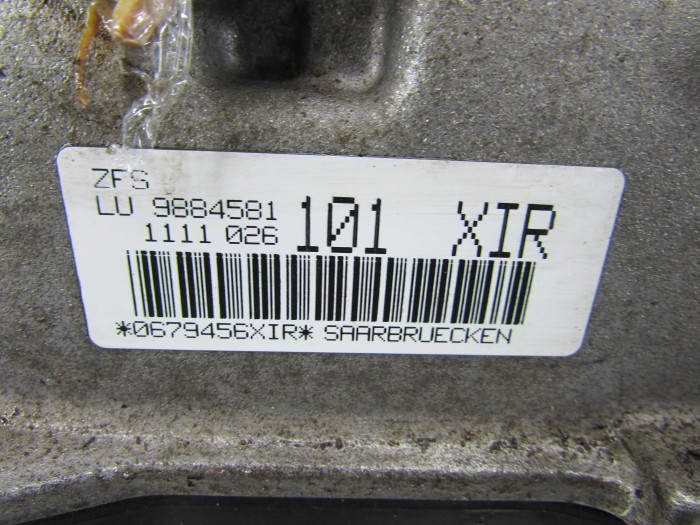 ZFS
LU 9884581 101 XIR
1111 026
*0679456XIR* SAARBRUECKEN